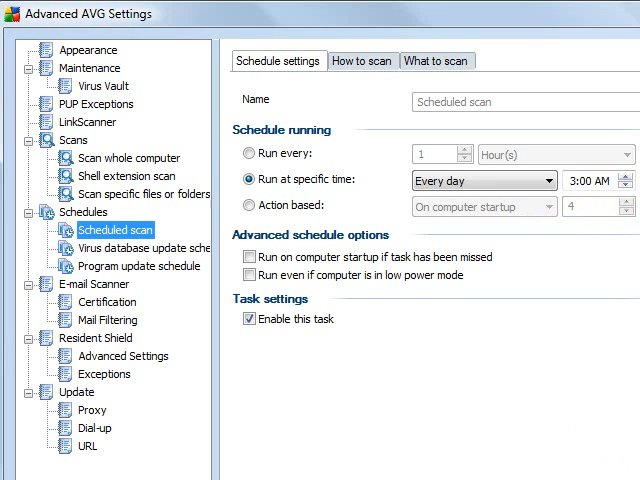 Advanced AVG Settings
Appearance
Maintenance
Virus Vault
PUP Exceptions
LinkScanner
Scans
Scan whole computer
Shell extension scan
Scan specific files or folders
Schedules
Scheduled scan
Virus database update sche
Program update schedule
E-mail Scanner
Certification
Mail Filtering
Resident Shield
Advanced Settings
Exceptions
Update
Proxy
Dial-up
URL
Schedule settings How to scan What to scan
Name Scheduled scan
Schedule running
Run every: 1 Hour(s)
Run at specific time: Every day 3:00 AM
Action based: On computer startup 4
Advanced schedule options
Run on computer startup if task has been missed
Run even if computer is in low power mode
Task settings
Enable this task